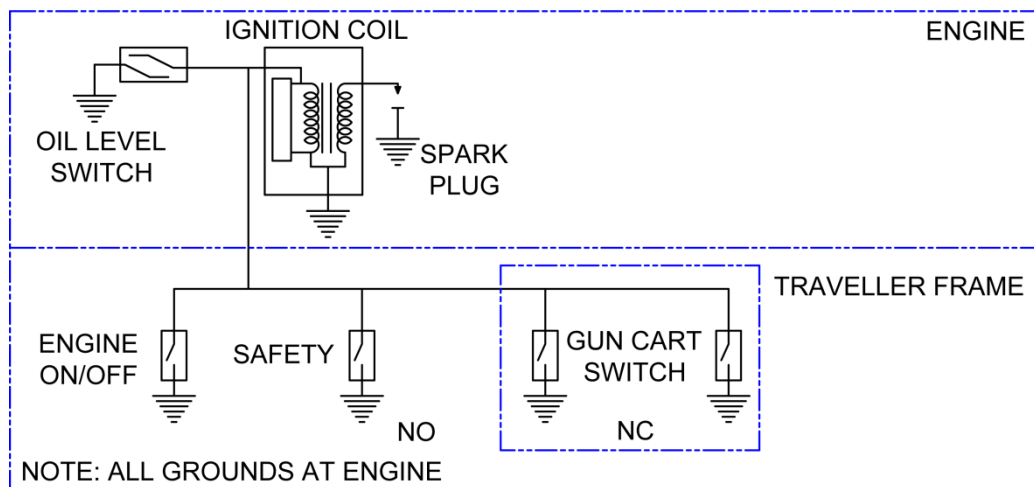 IGNITION COIL
ENGINE
OIL LEVEL
SWITCH
SPARK
PLUG
TRAVELLER FRAME
ENGINE
ON/OFF
SAFETY
GUN CART
SWITCH
NO
NC
NOTE: ALL GROUNDS AT ENGINE